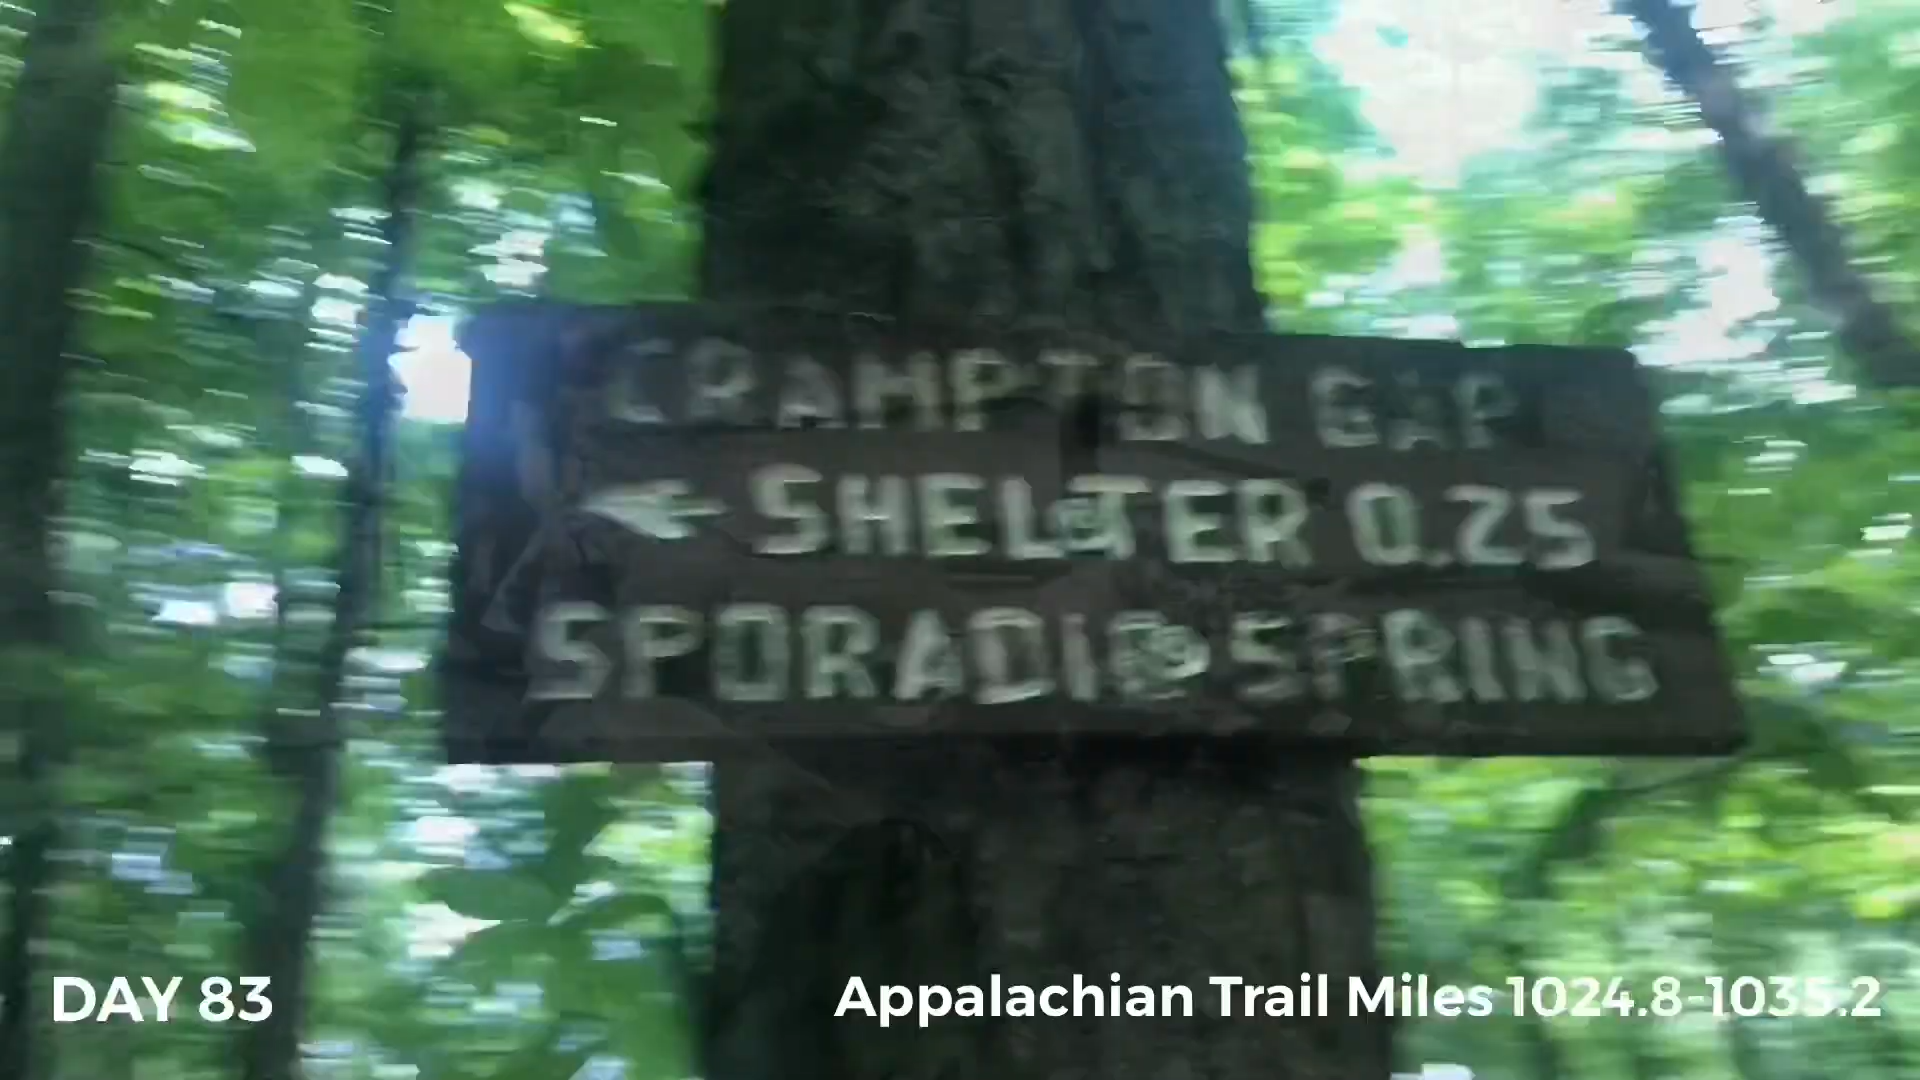 CRAMPTON GAP
← SHELTER 0.25
SPORADIC SPRING
DAY 83
Appalachian Trail Miles 1024.8-1035.2